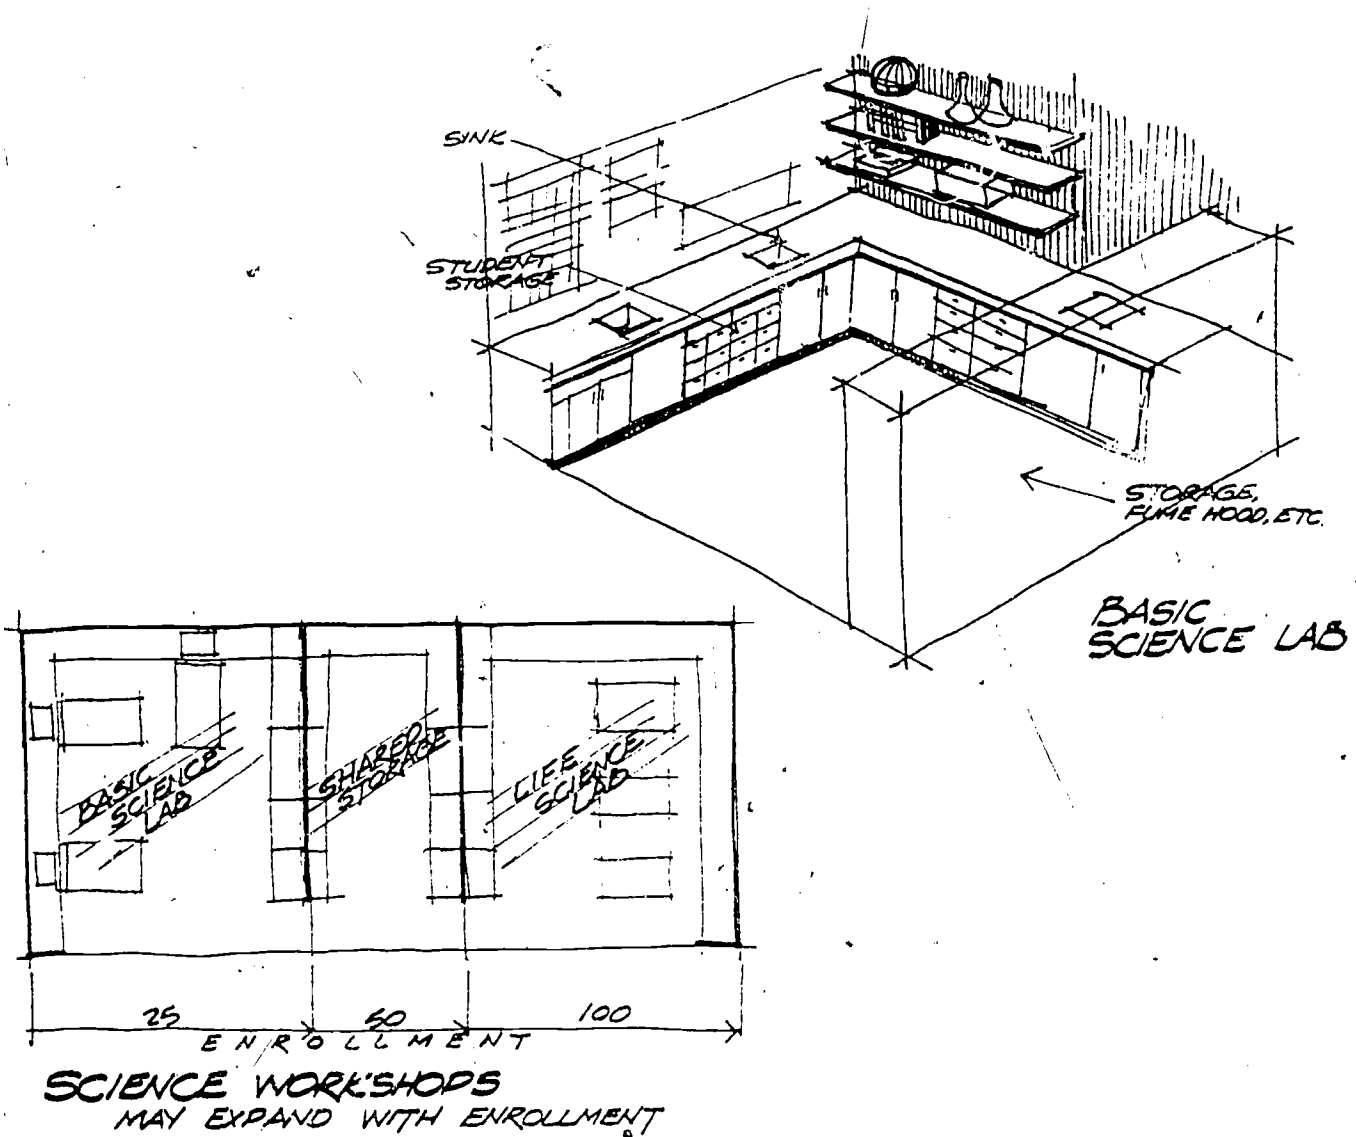 SINK
STUDENT
STORAGE
STORAGE,
FUME HOOD, ETC.
BASIC
SCIENCE LAB
BASIC
SCIENCE
LAB
SHARED
STORAGE
LIFE
SCIENCE
LAB
25
50
100
ENROLLMENT
SCIENCE WORKSHOPS
MAY EXPAND WITH ENROLLMENT